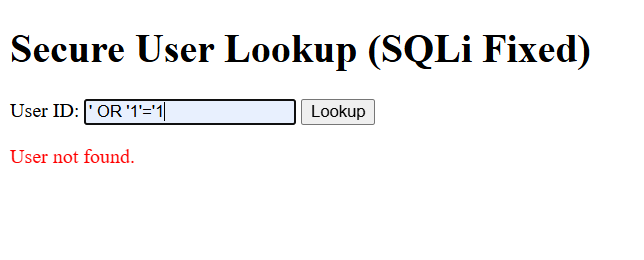 Secure User Lookup (SQLi Fixed)
User ID: ' OR '1'='1 Lookup
User not found.